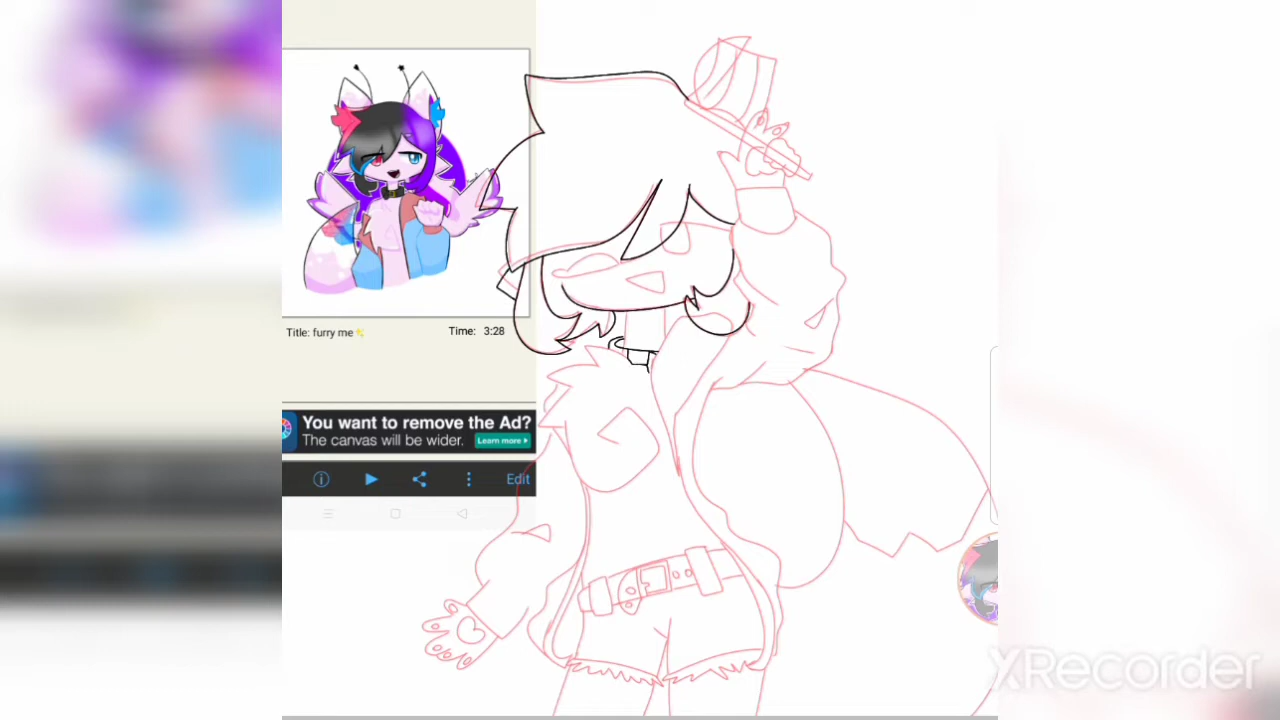 Title: furry me✨
Time: 3:28
You want to remove the Ad?
The canvas will be wider.
Learn more
Edit
XRecorder